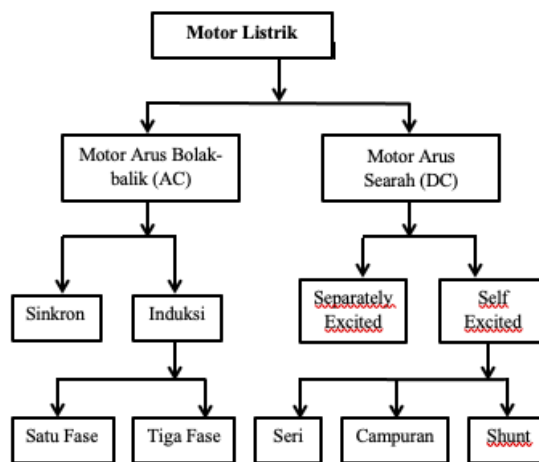 Motor Listrik
Motor Arus Bolak-
balik (AC)
Motor Arus
Searah (DC)
Sinkron
Induksi
Separately
Excited
Self
Excited
Satu Fase
Tiga Fase
Seri
Campuran
Shunt